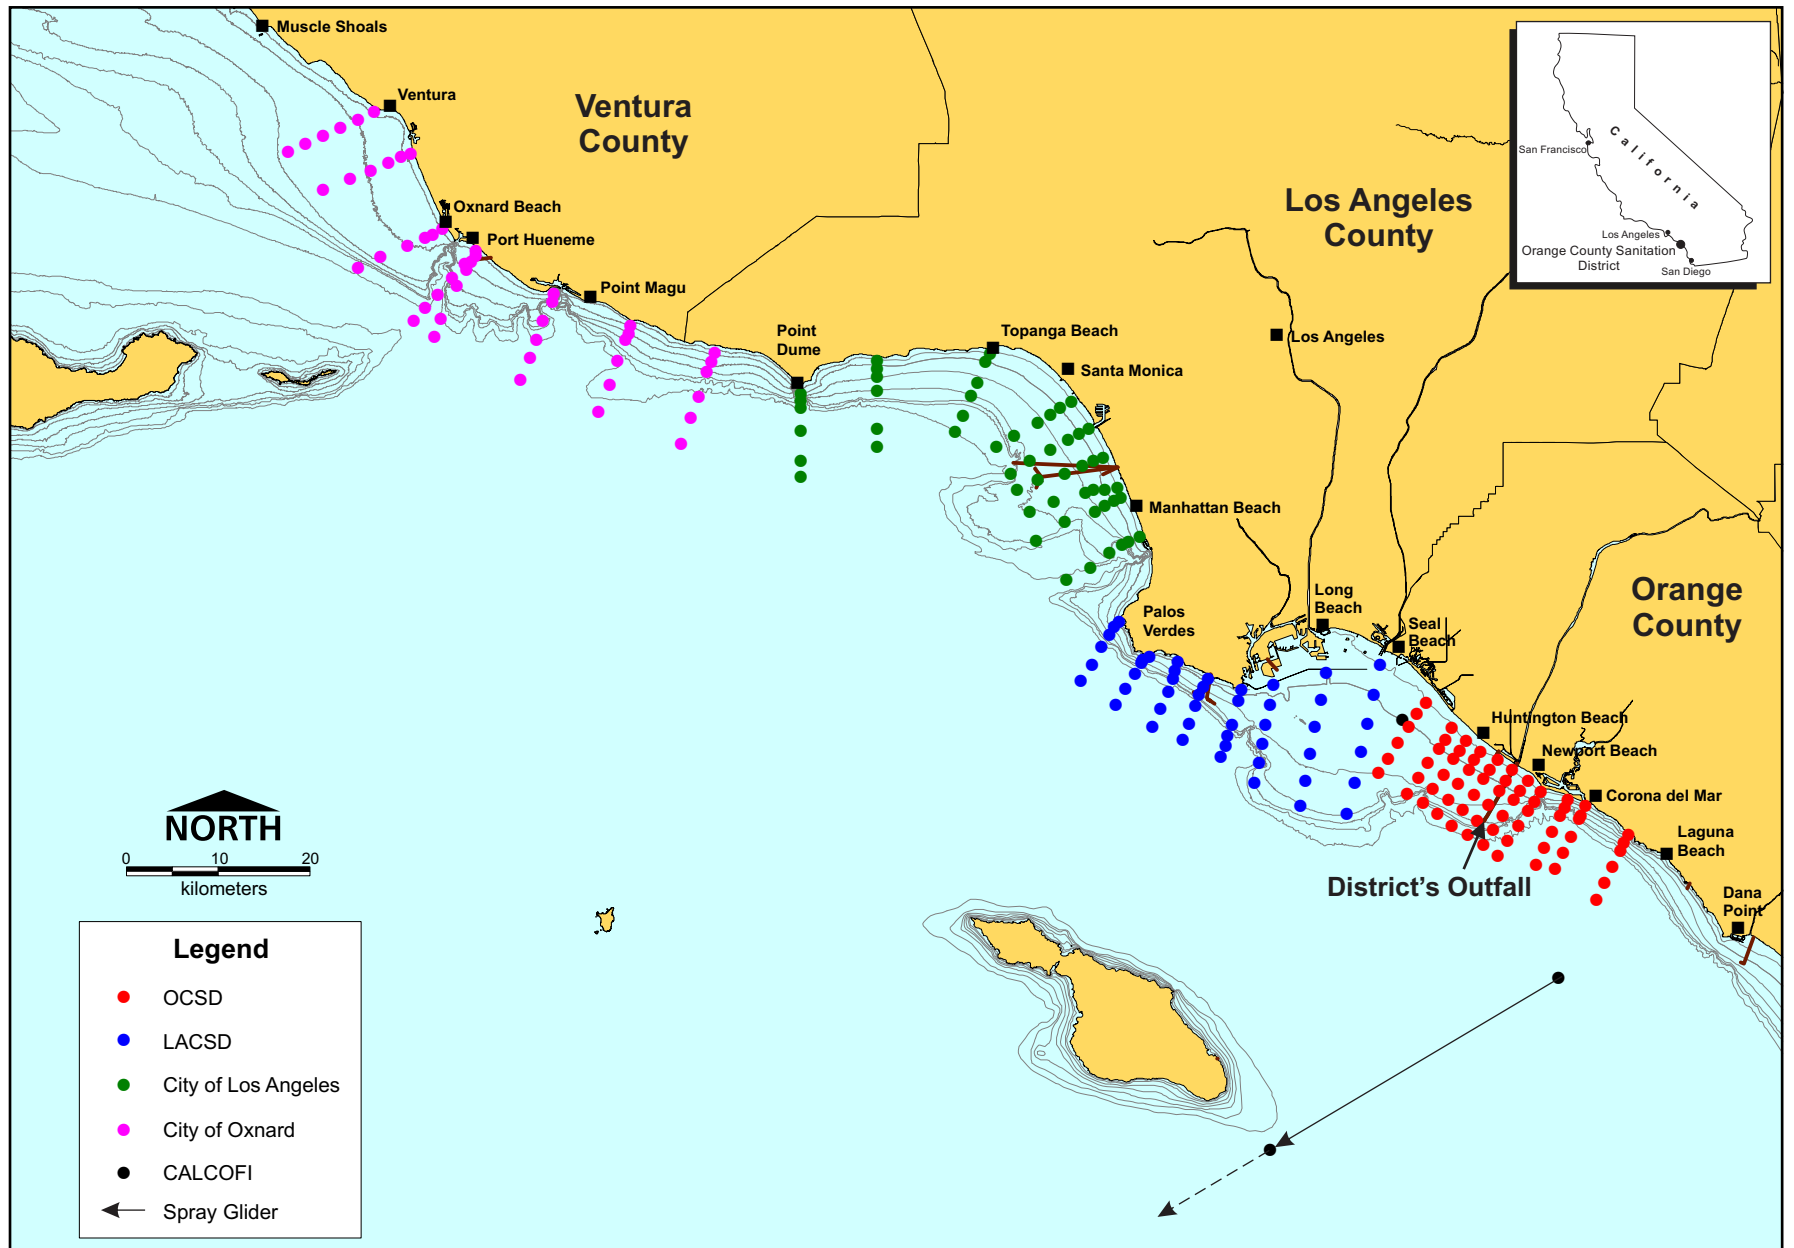 Muscle Shoals
Ventura
Ventura
County
Oxnard Beach
Port Hueneme
Point Magu
Point
Dume
Topanga Beach
Santa Monica
Los Angeles
County
Los Angeles
Manhattan Beach
Palos
Verdes
Long
Beach
Seal
Beach
Orange
County
Huntington Beach
Newport Beach
Corona del Mar
Laguna
Beach
Dana
Point
District's Outfall
California
San Francisco
Los Angeles
Orange County Sanitation
District
San Diego
NORTH
0 10 20
kilometers
Legend
OCSD
LACSD
City of Los Angeles
City of Oxnard
CALCOFI
Spray Glider